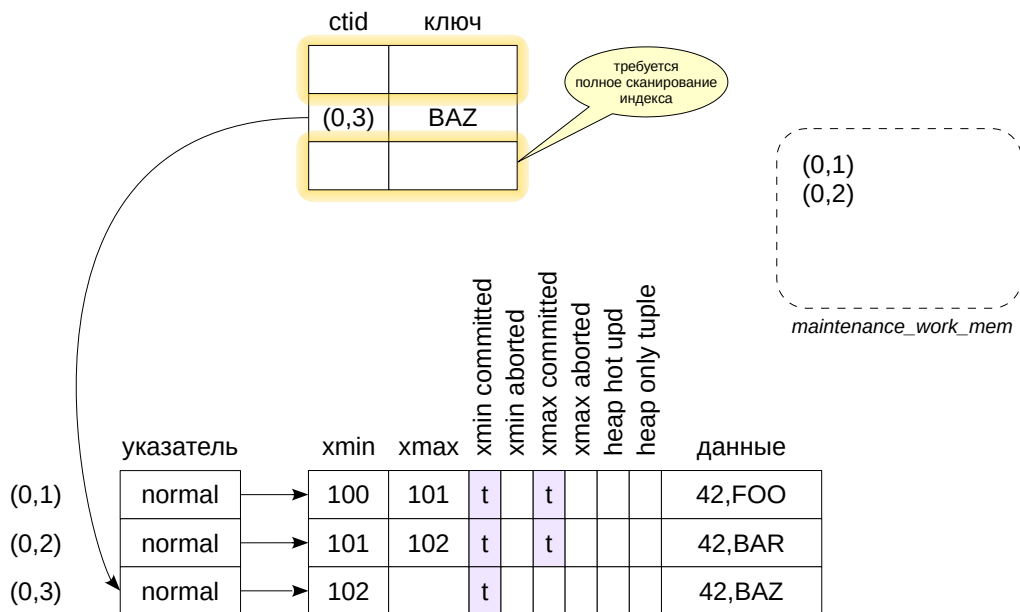 ctid ключ
требуется
полное сканирование
индекса
(0,3) BAZ
(0,1)
(0,2)
maintenance_work_mem
xmin committed
xmin aborted
xmax committed
xmax aborted
heap hot upd
heap only tuple
указатель xmin xmax данные
(0,1) normal 100 101 t t 42,FOO
(0,2) normal 101 102 t t 42,BAR
(0,3) normal 102 t 42,BAZ